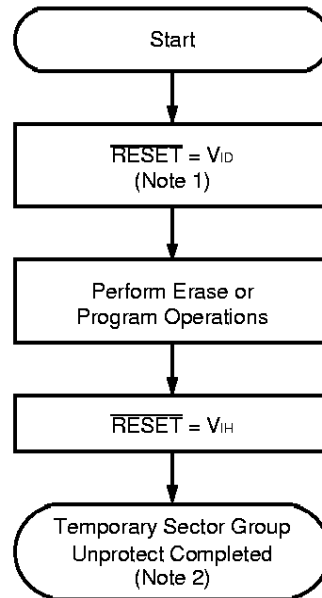 Start
RESET = VID
(Note 1)
Perform Erase or
Program Operations
RESET = VIH
Temporary Sector Group
Unprotect Completed
(Note 2)